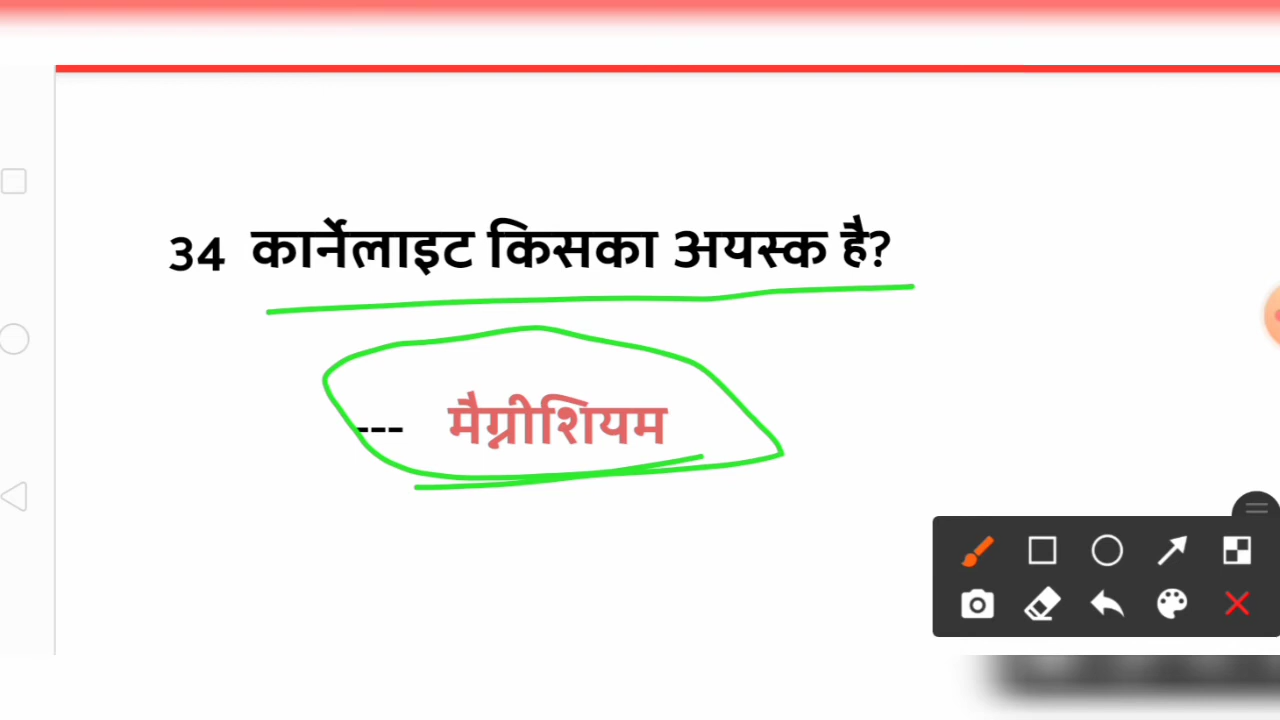 34 कार्नेलाइट किसका अयस्क है?
--- मैग्नीशियम